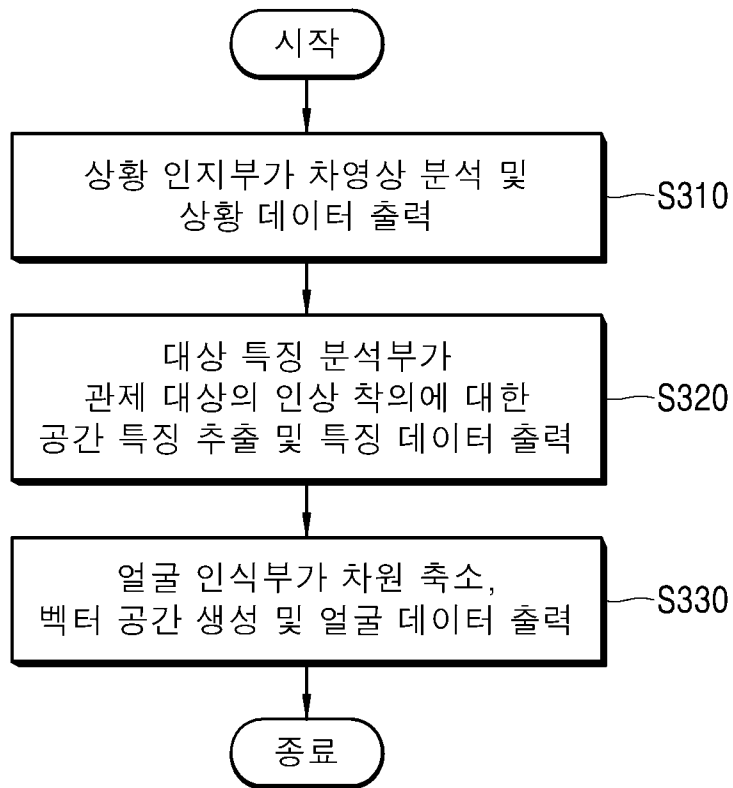 시작
상황 인지부가 차영상 분석 및
상황 데이터 출력
S310
대상 특징 분석부가
관제 대상의 인상 착의에 대한
공간 특징 추출 및 특징 데이터 출력
S320
얼굴 인식부가 차원 축소,
벡터 공간 생성 및 얼굴 데이터 출력
S330
종료